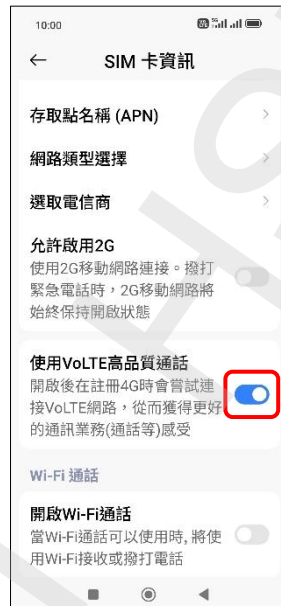 10:00
5G
SIM 卡資訊
存取點名稱 (APN)
網路類型選擇
選取電信商
允許啟用2G
使用2G移動網路連接。撥打
緊急電話時，2G移動網路將
始終保持開啟狀態
使用VoLTE高品質通話
開啟後在註冊4G時會嘗試連
接VoLTE網路，從而獲得更好
的通訊業務(通話等)感受
Wi-Fi 通話
開啟Wi-Fi通話
當Wi-Fi通話可以使用時, 將使
用Wi-Fi接收或撥打電話